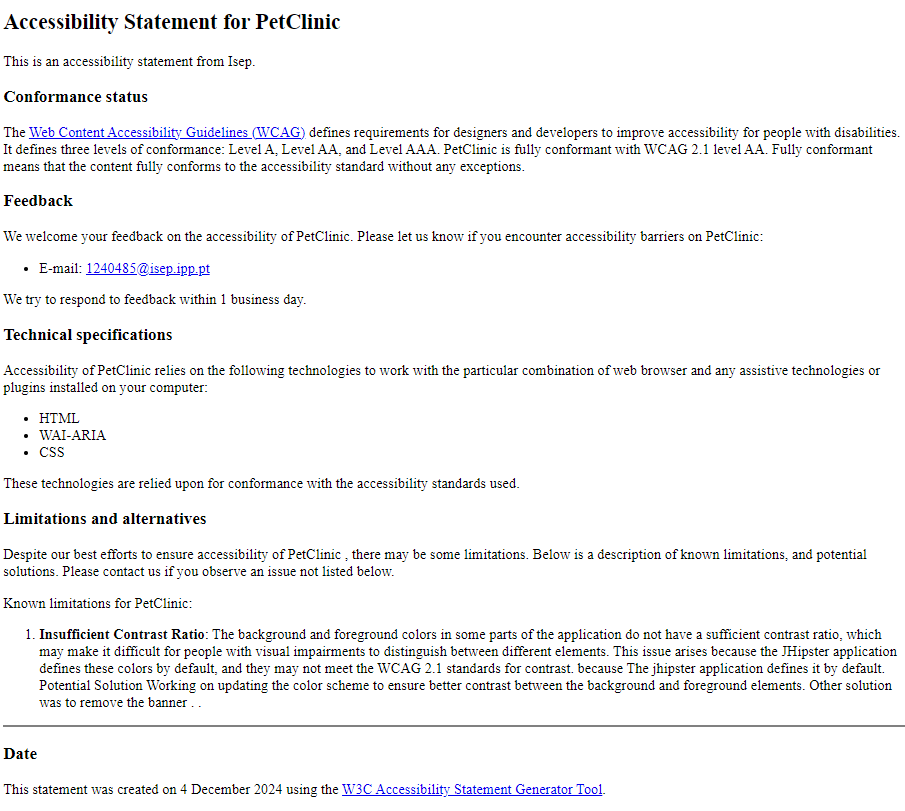 Accessibility Statement for PetClinic
This is an accessibility statement from Isep.
Conformance status
The Web Content Accessibility Guidelines (WCAG) defines requirements for designers and developers to improve accessibility for people with disabilities.
It defines three levels of conformance: Level A, Level AA, and Level AAA. PetClinic is fully conformant with WCAG 2.1 level AA. Fully conformant
means that the content fully conforms to the accessibility standard without any exceptions.
Feedback
We welcome your feedback on the accessibility of PetClinic. Please let us know if you encounter accessibility barriers on PetClinic:
• E-mail: 1240485@isep.ipp.pt
We try to respond to feedback within 1 business day.
Technical specifications
Accessibility of PetClinic relies on the following technologies to work with the particular combination of web browser and any assistive technologies or
plugins installed on your computer:
• HTML
• WAI-ARIA
• CSS
These technologies are relied upon for conformance with the accessibility standards used.
Limitations and alternatives
Despite our best efforts to ensure accessibility of PetClinic , there may be some limitations. Below is a description of known limitations, and potential
solutions. Please contact us if you observe an issue not listed below.
Known limitations for PetClinic:
1. Insufficient Contrast Ratio: The background and foreground colors in some parts of the application do not have a sufficient contrast ratio, which
may make it difficult for people with visual impairments to distinguish between different elements. This issue arises because the JHipster application
defines these colors by default, and they may not meet the WCAG 2.1 standards for contrast. because The jhipster application defines it by default.
Potential Solution Working on updating the color scheme to ensure better contrast between the background and foreground elements. Other solution
was to remove the banner . .
Date
This statement was created on 4 December 2024 using the W3C Accessibility Statement Generator Tool.